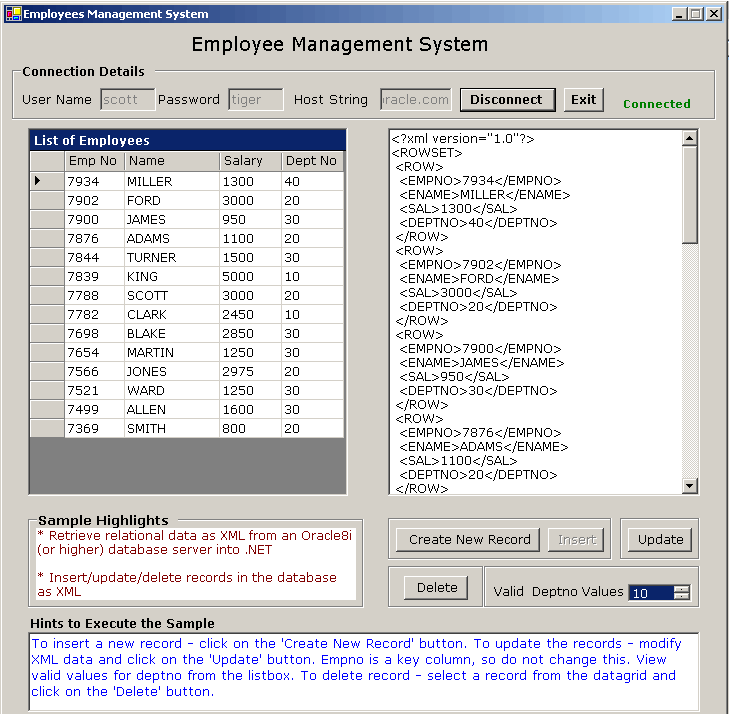 Employees Management System
Employee Management System
Connection Details
User Name scott Password tiger Host String oracle.com Disconnect Exit Connected
List of Employees
Emp No Name Salary Dept No
7934 MILLER 1300 40
7902 FORD 3000 20
7900 JAMES 950 30
7876 ADAMS 1100 20
7844 TURNER 1500 30
7839 KING 5000 10
7788 SCOTT 3000 20
7782 CLARK 2450 10
7698 BLAKE 2850 30
7654 MARTIN 1250 30
7566 JONES 2975 20
7521 WARD 1250 30
7499 ALLEN 1600 30
7369 SMITH 800 20
<?xml version="1.0"?>
<ROWSET>
<ROW>
<EMPNO>7934</EMPNO>
<ENAME>MILLER</ENAME>
<SAL>1300</SAL>
<DEPTNO>40</DEPTNO>
</ROW>
<ROW>
<EMPNO>7902</EMPNO>
<ENAME>FORD</ENAME>
<SAL>3000</SAL>
<DEPTNO>20</DEPTNO>
</ROW>
<ROW>
<EMPNO>7900</EMPNO>
<ENAME>JAMES</ENAME>
<SAL>950</SAL>
<DEPTNO>30</DEPTNO>
</ROW>
<ROW>
<EMPNO>7876</EMPNO>
<ENAME>ADAMS</ENAME>
<SAL>1100</SAL>
<DEPTNO>20</DEPTNO>
</ROW>
Sample Highlights
* Retrieve relational data as XML from an Oracle8i
(or higher) database server into .NET
* Insert/update/delete records in the database
as XML
Create New Record Insert Update
Delete Valid Deptno Values 10
Hints to Execute the Sample
To insert a new record - click on the 'Create New Record' button. To update the records - modify
XML data and click on the 'Update' button. Empno is a key column, so do not change this. View
valid values for deptno from the listbox. To delete record - select a record from the datagrid and
click on the 'Delete' button.